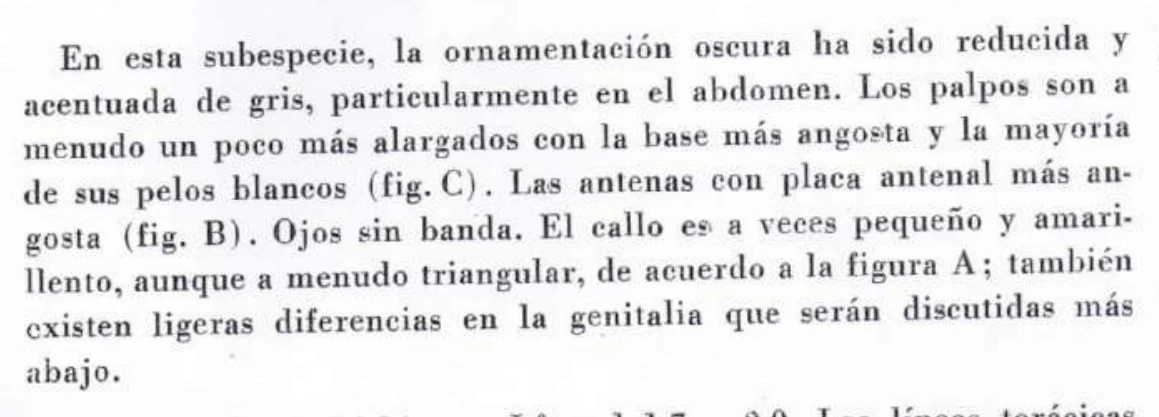 En esta subespecie, la ornamentación oscura ha sido reducida y
acentuada de gris, particularmente en el abdomen. Los palpos son a
menudo un poco más alargados con la base más angosta y la mayoría
de sus pelos blancos (fig. C). Las antenas con placa antenal más an-
gosta (fig. B). Ojos sin banda. El callo es a veces pequeño y amari-
llento, aunque a menudo triangular, de acuerdo a la figura A; también
existen ligeras diferencias en la genitalia que serán discutidas más
abajo.
Las líneas torácicas